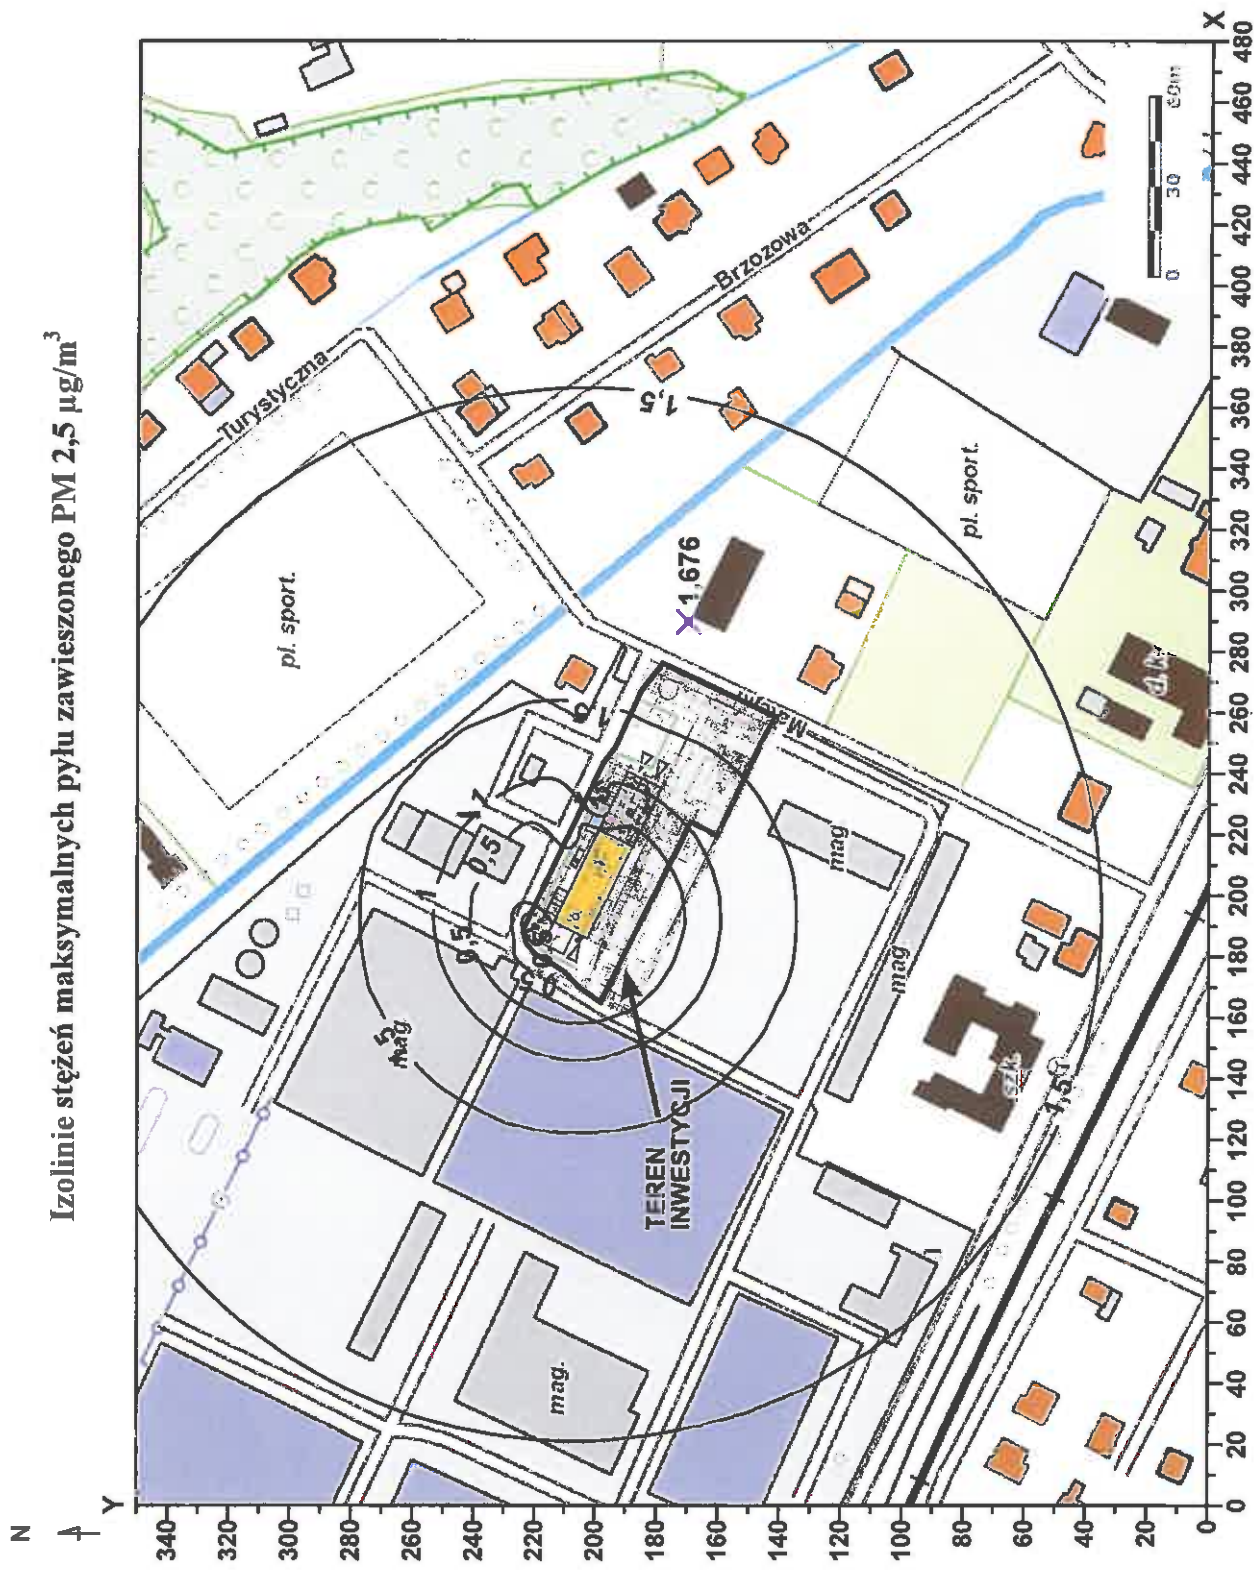 Izolinie stężeń maksymalnych pyłu zawieszonego PM 2,5 µg/m³
N
Y
340
320
300
280
260
240
220
200
180
160
140
120
100
80
60
40
20
0
0 20 40 60 80 100 120 140 160 180 200 220 240 260 280 300 320 340 360 380 400 420 440 460 480
X
Turystyczna
Brzozowa
pl. sport.
pl. sport.
1,5
1,676
1
1
1
0,5
0,5
mag.
mag.
mag
mag
szk.
d.k.
TEREN
INWESTYCJI
1,5
0 30 60m